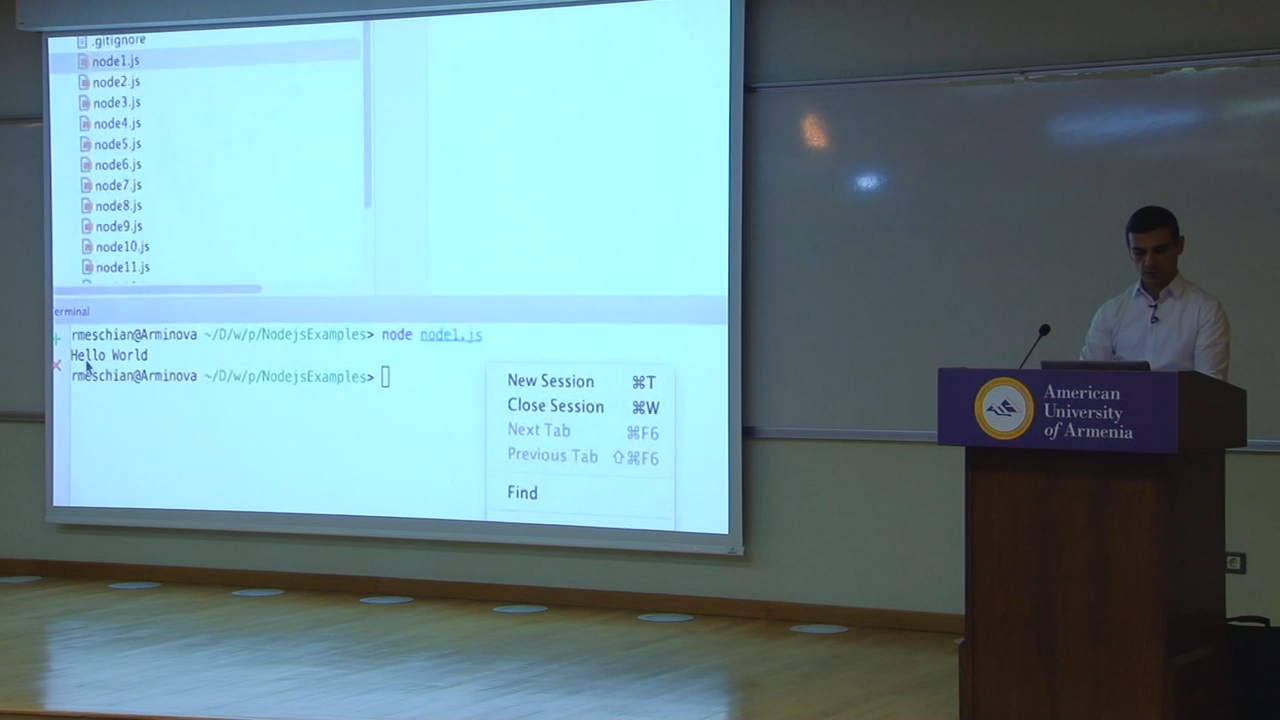 .gitignore
node1.js
node2.js
node3.js
node4.js
node5.js
node6.js
node7.js
node8.js
node9.js
node10.js
node11.js
erminal
rmeschian@Arminova ~/D/w/p/NodejsExamples> node node1.js
Hello World
rmeschian@Arminova ~/D/w/p/NodejsExamples>
New Session ⌘T
Close Session ⌘W
Next Tab ⌘F6
Previous Tab ⇧⌘F6
Find
American
University
of Armenia